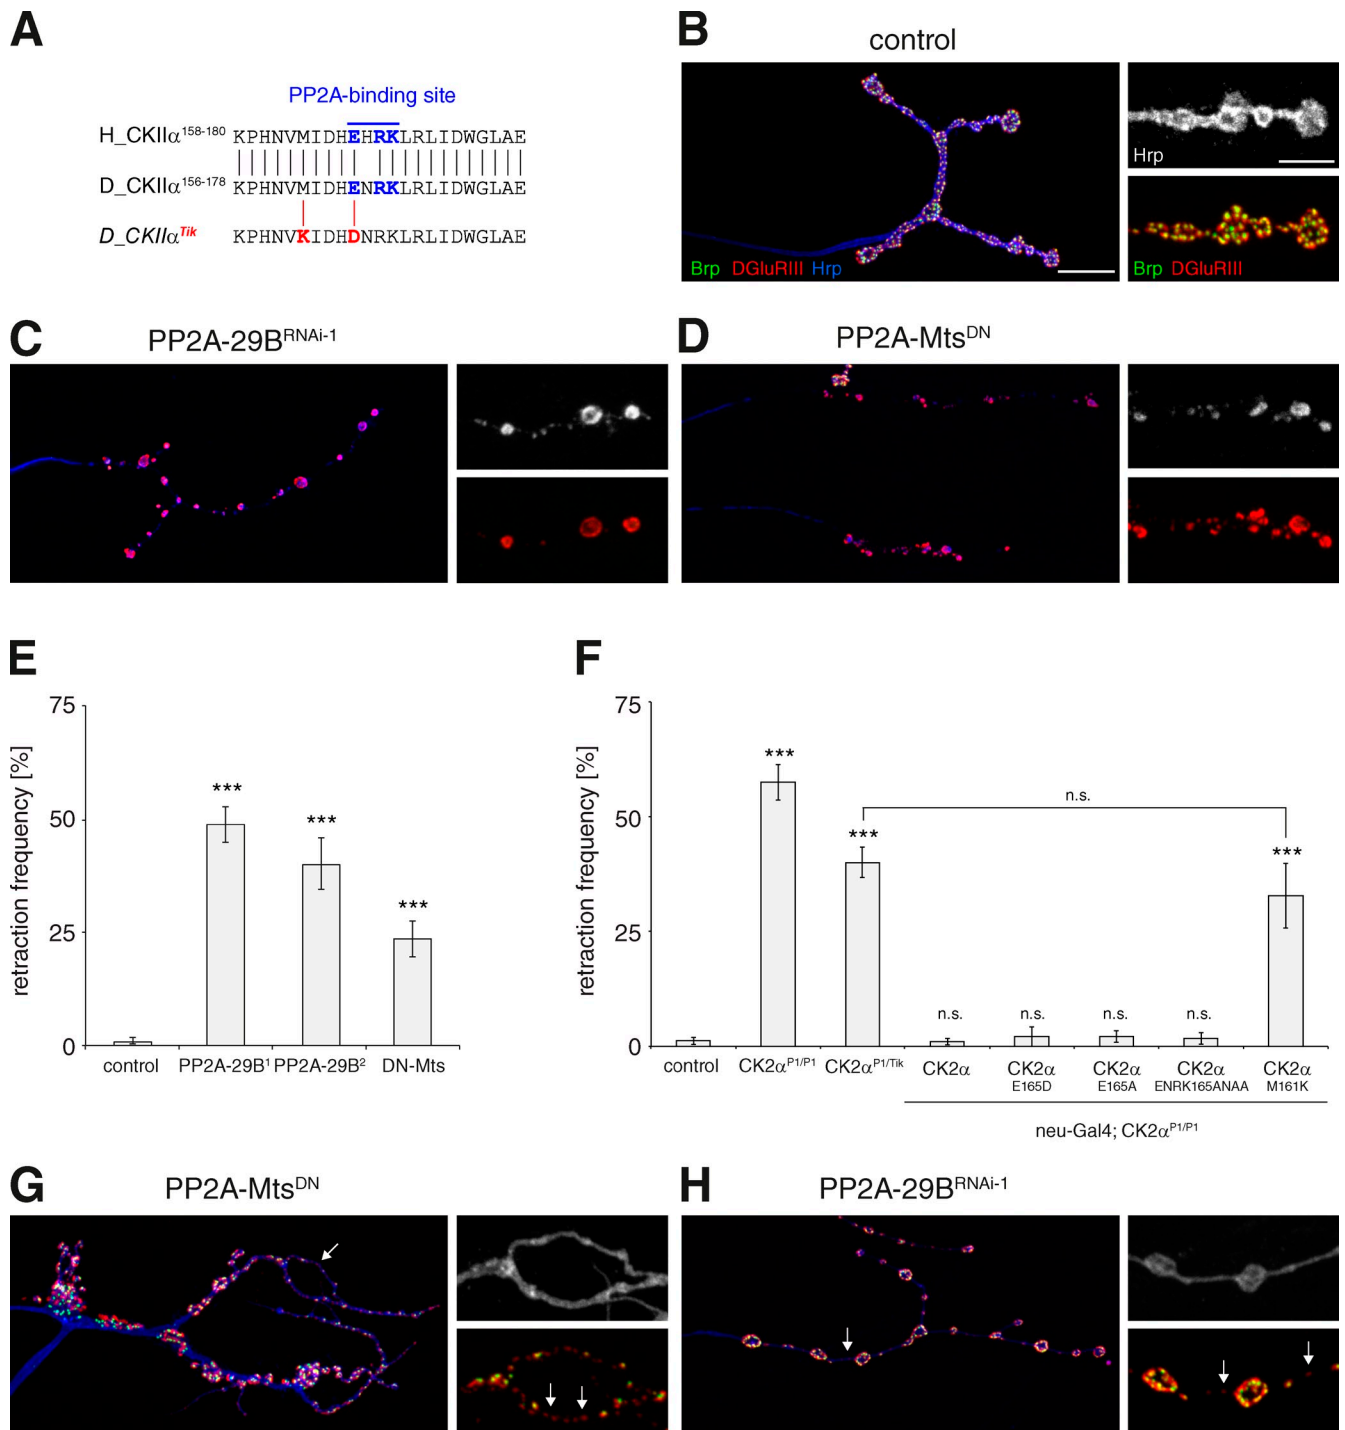 A
PP2A-binding site
H_CKIIα158-180 KPHNVMIDHEHRKLRLIDWGLAE
D_CKIIα156-178 KPHNVMIDHENRKLRLIDWGLAE
D_CKIIαTik KPHNVKIDHDNRKLRLIDWGLAE
B
control
Brp DGluRIII Hrp
Hrp
Brp DGluRIII
C
PP2A-29BRNAi-1
D
PP2A-MtsDN
E
retraction frequency [%]
75
50
25
0
***
***
***
control PP2A-29B1 PP2A-29B2 DN-Mts
F
retraction frequency [%]
75
50
25
0
***
***
n.s.
***
n.s. n.s. n.s. n.s.
control CK2αP1/P1 CK2αP1/Tik CK2α CK2α CK2α CK2α CK2α
E165D E165A ENRK165ANAA M161K
neu-Gal4; CK2αP1/P1
G
PP2A-MtsDN
H
PP2A-29BRNAi-1